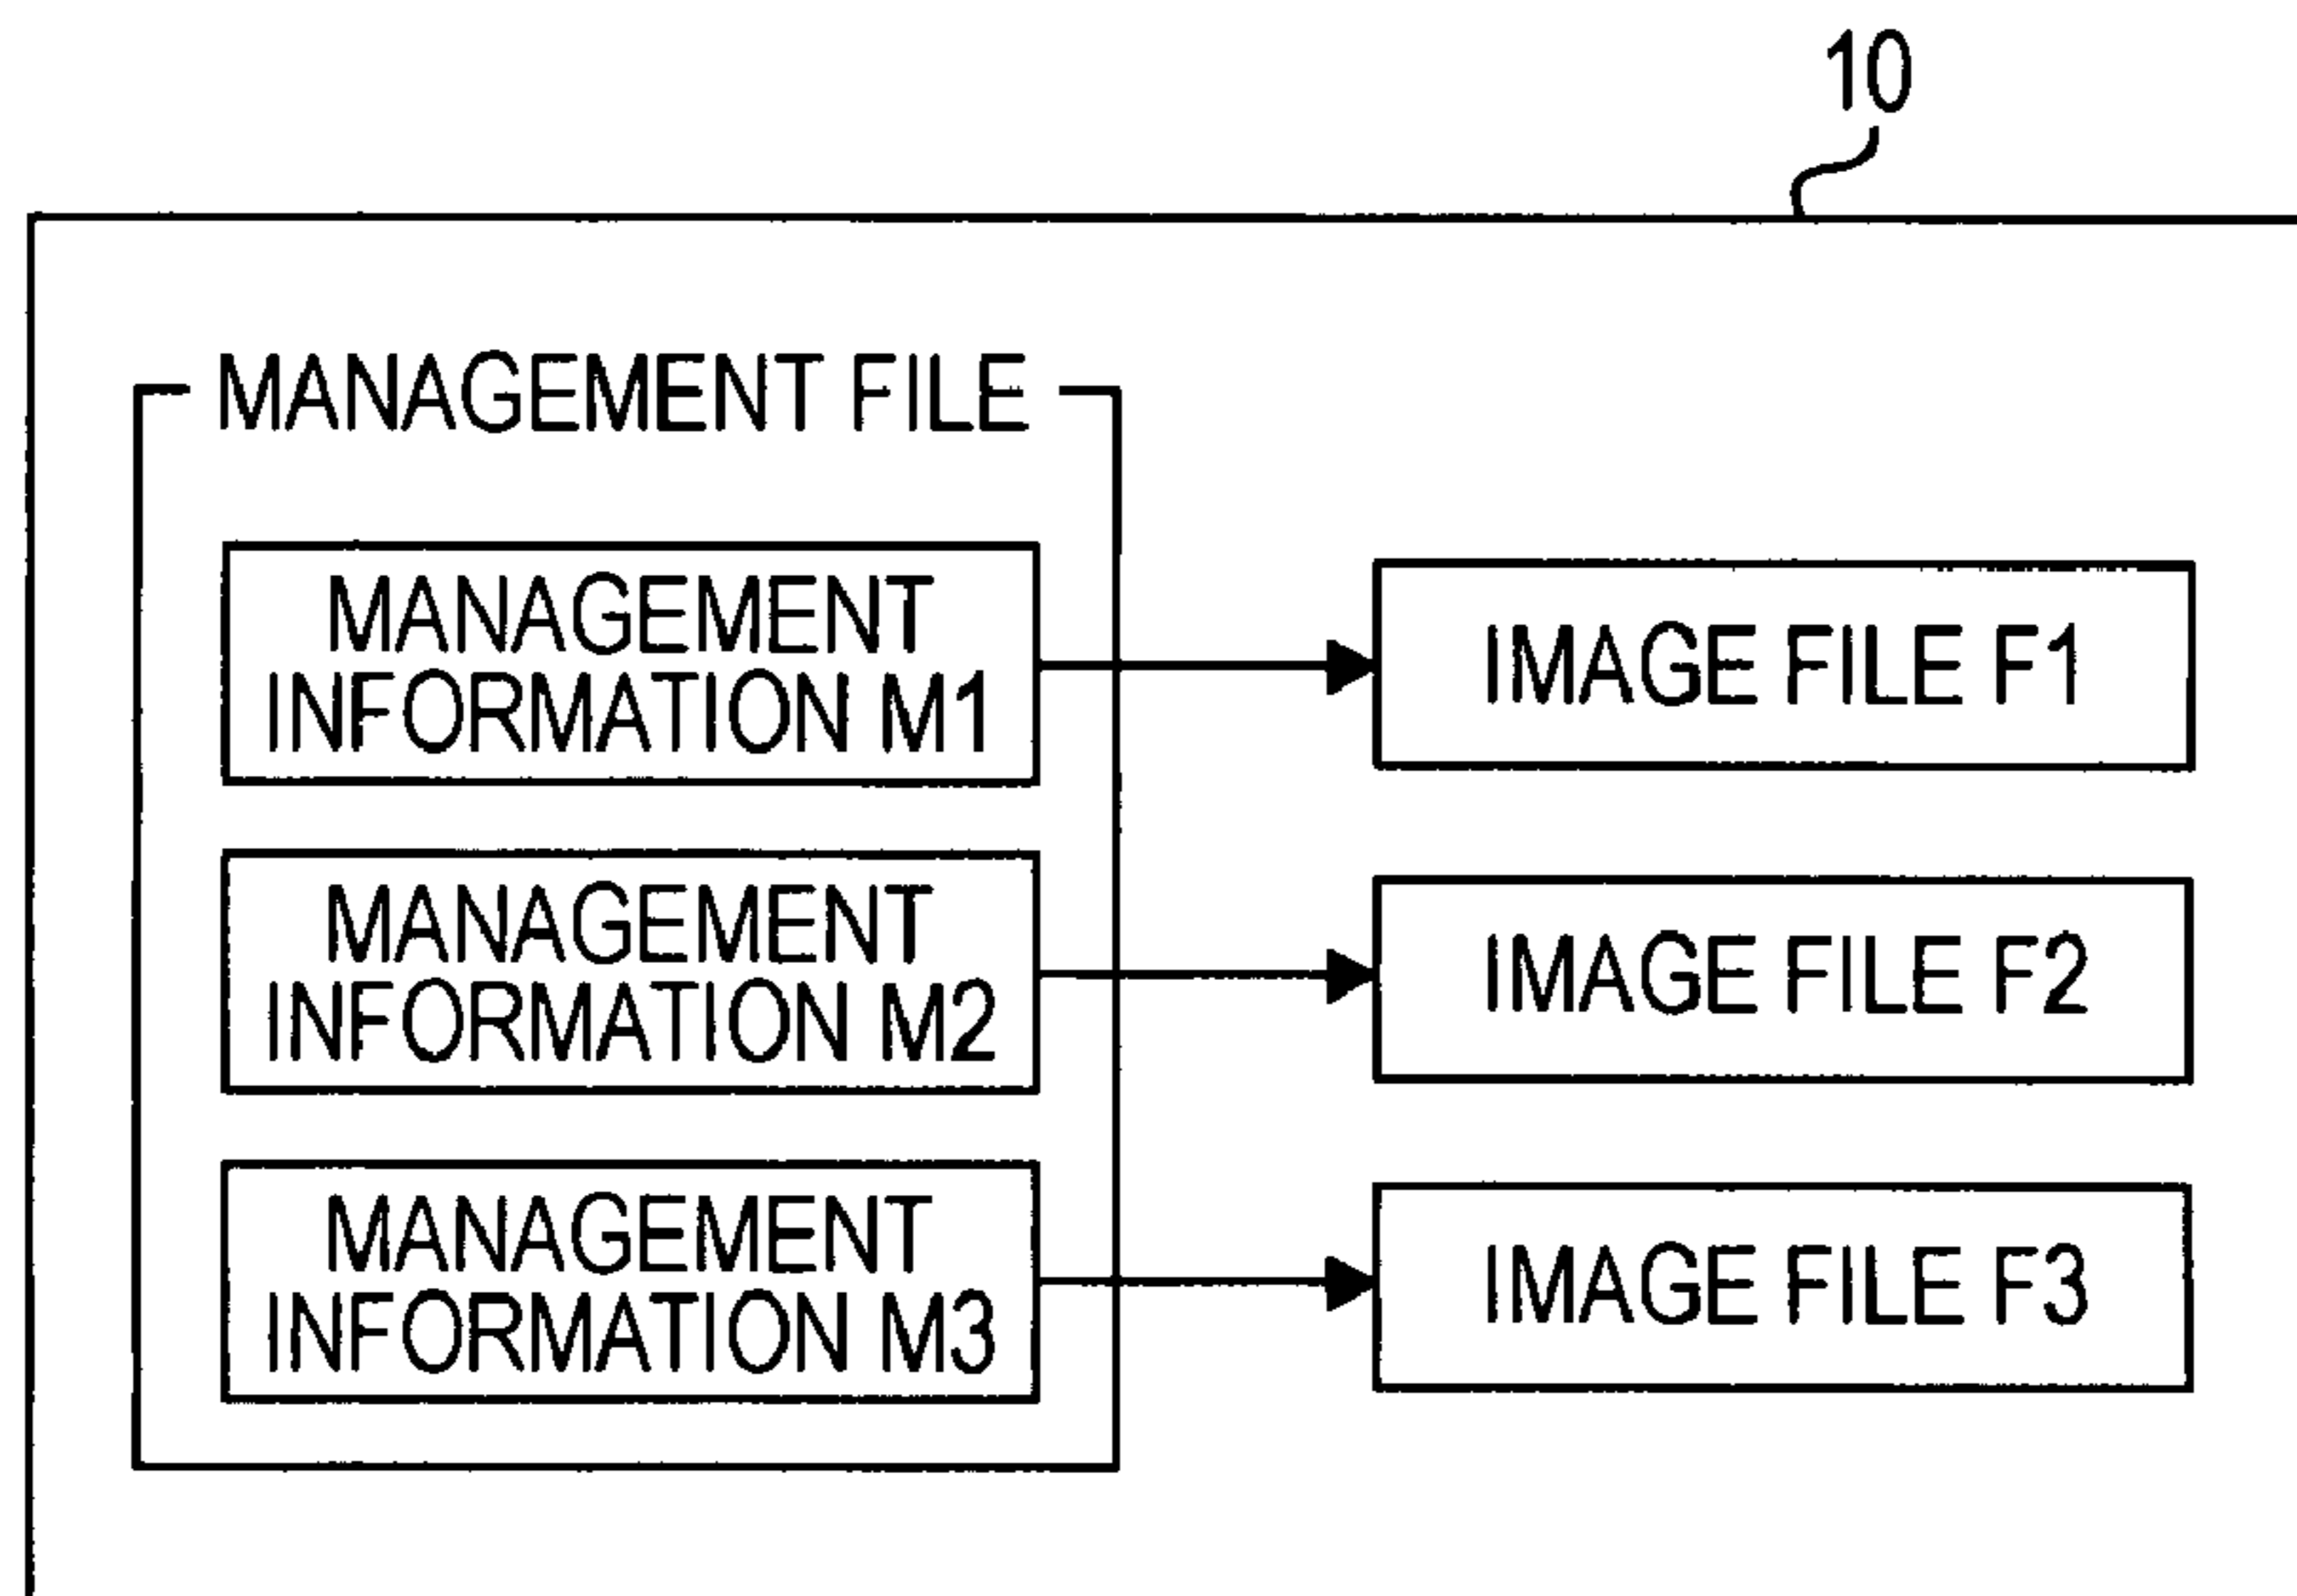 10
MANAGEMENT FILE
MANAGEMENT
INFORMATION M1
IMAGE FILE F1
MANAGEMENT
INFORMATION M2
IMAGE FILE F2
MANAGEMENT
INFORMATION M3
IMAGE FILE F3